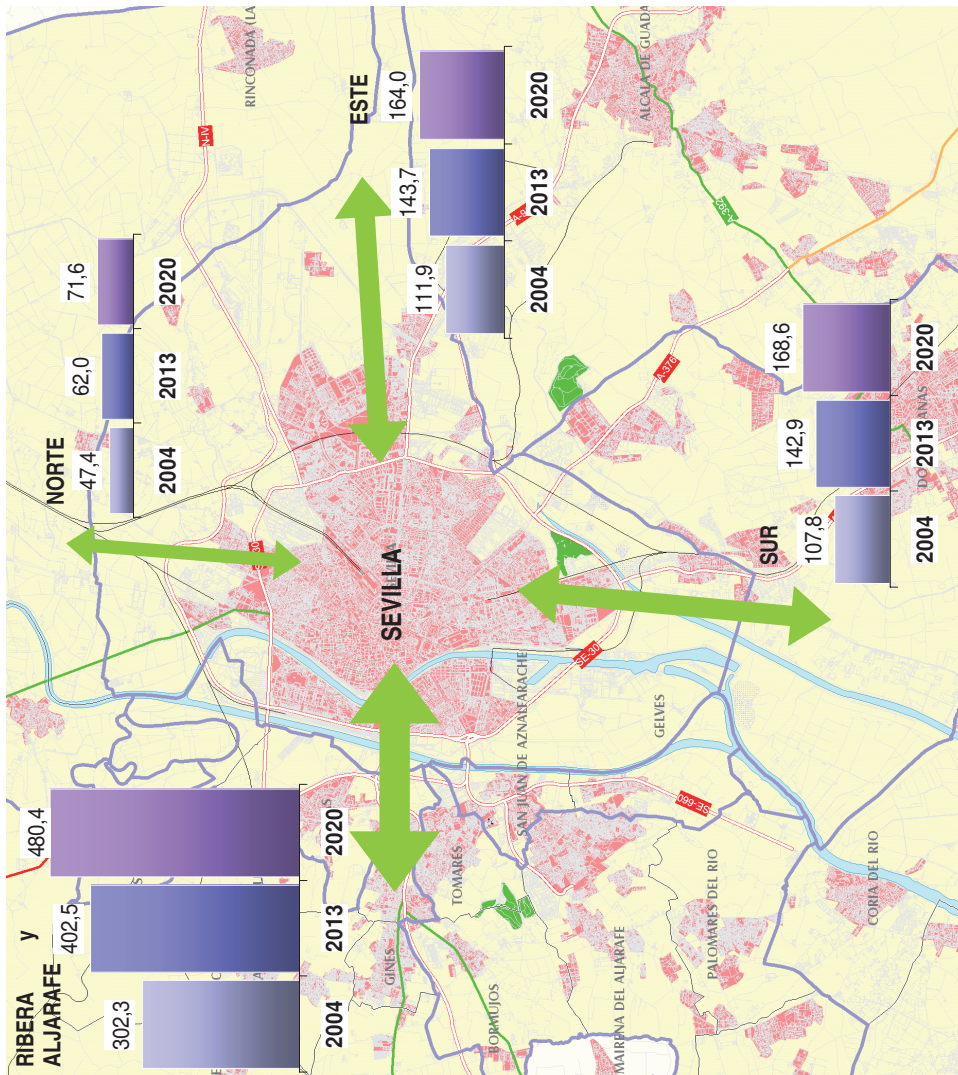 RIBERA y
ALJARAFE
302,3
402,5
480,4
2004
2013
2020
NORTE
47,4
62,0
71,6
2004
2013
2020
ESTE
111,9
143,7
164,0
2004
2013
2020
SUR
107,8
142,9
168,6
2004
2013
2020
SEVILLA
RINCONADA (LA
N-IV
ALCALA DE GUADA
A-392
A-376
SE-30
SE-660
GINES
TOMARES
BORMUJOS
SAN JUAN DE AZNALFARACHE
MAIRENA DEL ALJARAFE
GELVES
PALOMARES DEL RIO
CORIA DEL RIO